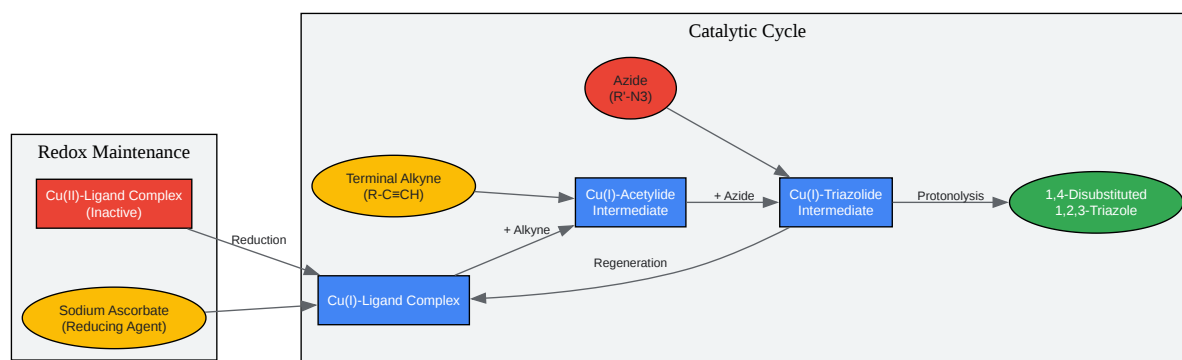 Catalytic Cycle
Azide
(R'-N3)
Redox Maintenance
Cu(II)-Ligand Complex
(Inactive)
Terminal Alkyne
(R-C≡CH)
Cu(I)-Acetylide
Intermediate
+ Azide
Cu(I)-Triazolide
Intermediate
Protonolysis
1,4-Disubstituted
1,2,3-Triazole
Reduction
+ Alkyne
Regeneration
Sodium Ascorbate
(Reducing Agent)
Cu(I)-Ligand Complex